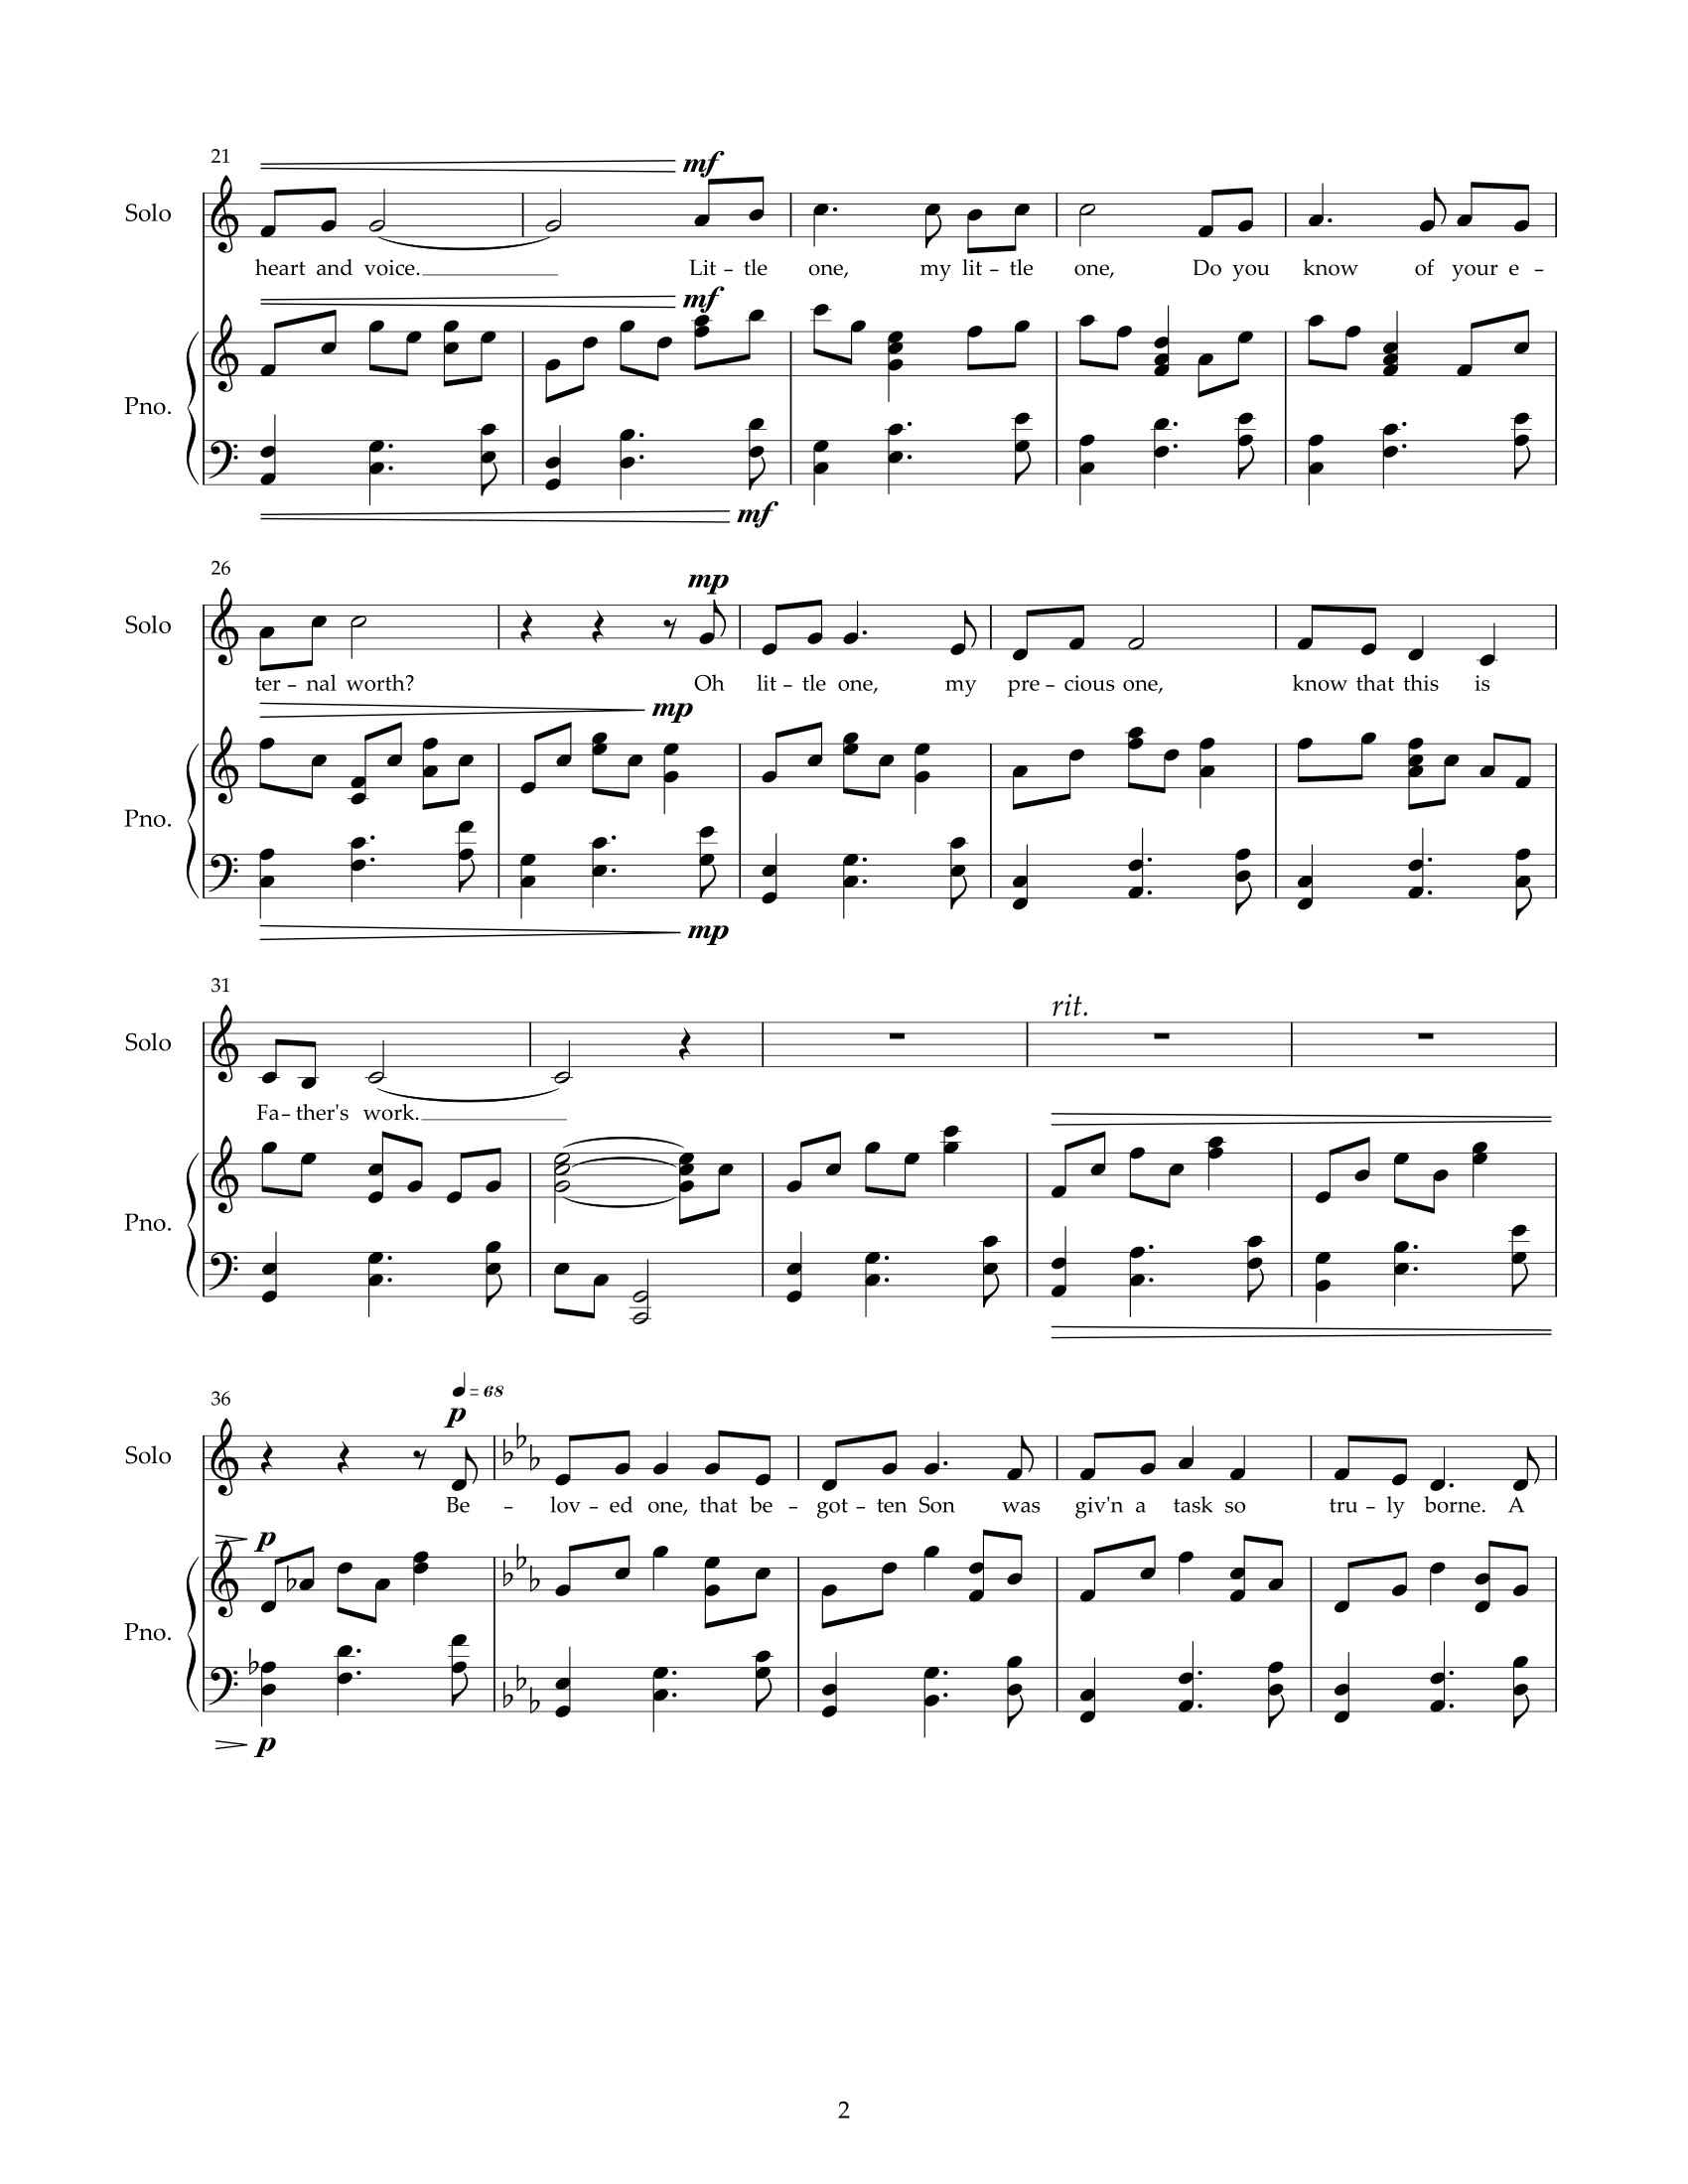 21
mf
Solo
heart and voice. Lit – tle one, my lit – tle one, Do you know of your e –
mf
Pno.
mf
26
mp
Solo
ter – nal worth? Oh lit – tle one, my pre – cious one, know that this is
mp
Pno.
mp
31
rit.
Solo
Fa – ther's work.
Pno.
36
= 68
p
Solo
Be – lov – ed one, that be – got – ten Son was giv'n a task so tru – ly borne. A
p
Pno.
p
2